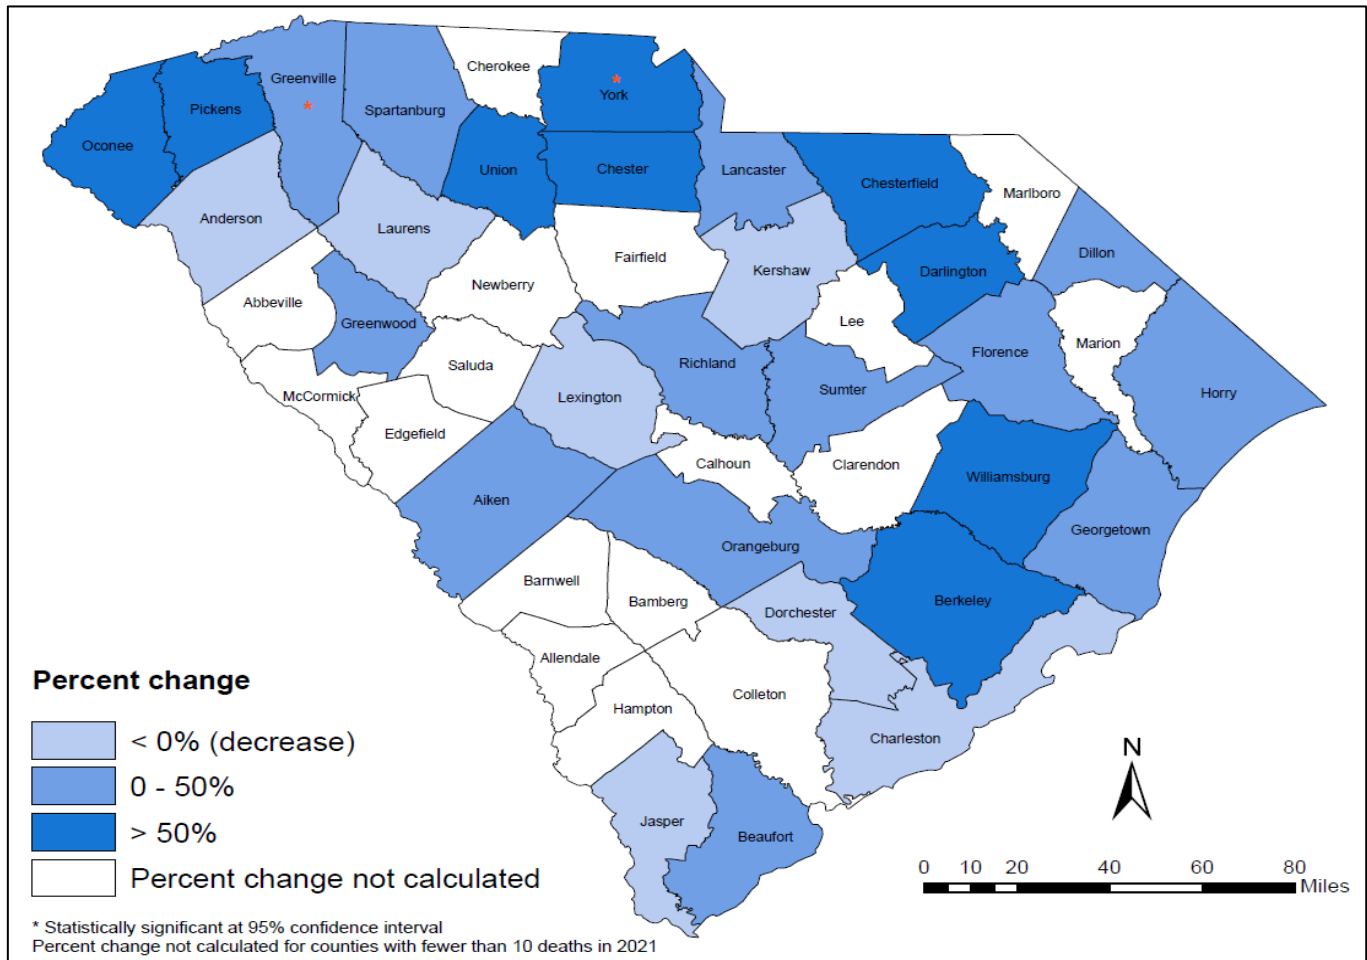 Cherokee
Greenville
*
*
York
Pickens
Spartanburg
Oconee
Union
Chester
Lancaster
Chesterfield
Marlboro
Anderson
Laurens
Dillon
Fairfield
Kershaw
Darlington
Newberry
Abbeville
Greenwood
Lee
Marion
Florence
Saluda
Richland
Sumter
Horry
McCormick
Lexington
Edgefield
Calhoun
Clarendon
Williamsburg
Aiken
Georgetown
Orangeburg
Barnwell
Bamberg
Dorchester
Berkeley
Allendale
Colleton
Hampton
Charleston
Jasper
Beaufort
Percent change
< 0% (decrease)
0 - 50%
> 50%
Percent change not calculated
* Statistically significant at 95% confidence interval
Percent change not calculated for counties with fewer than 10 deaths in 2021
N
0 10 20 40 60 80
Miles